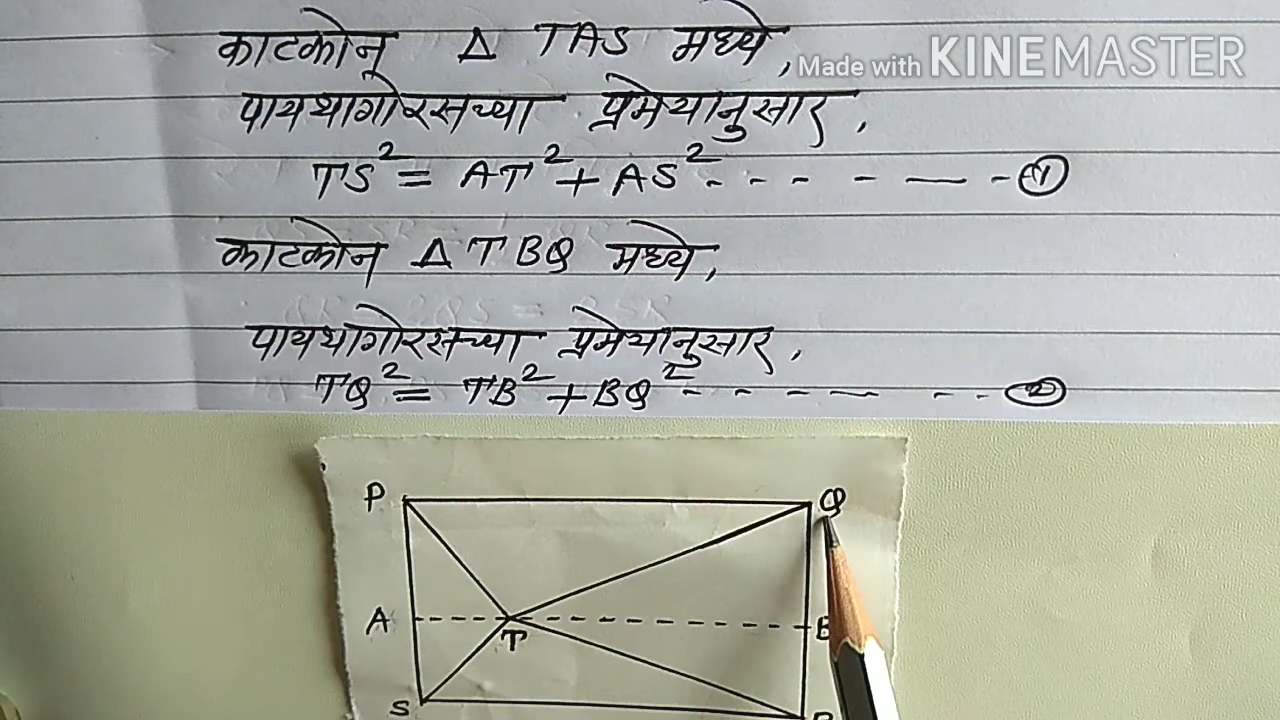 काटकोन Δ TAS मध्ये,
Made with KINEMASTER
पायथागोरसच्या प्रमेयानुसार,
TS² = AT² + AS² - - - - — - ①
काटकोन Δ TBQ मध्ये,
पायथागोरसच्या प्रमेयानुसार,
TQ² = TB² + BQ² - - - — - - ②
P Q
A T B
S